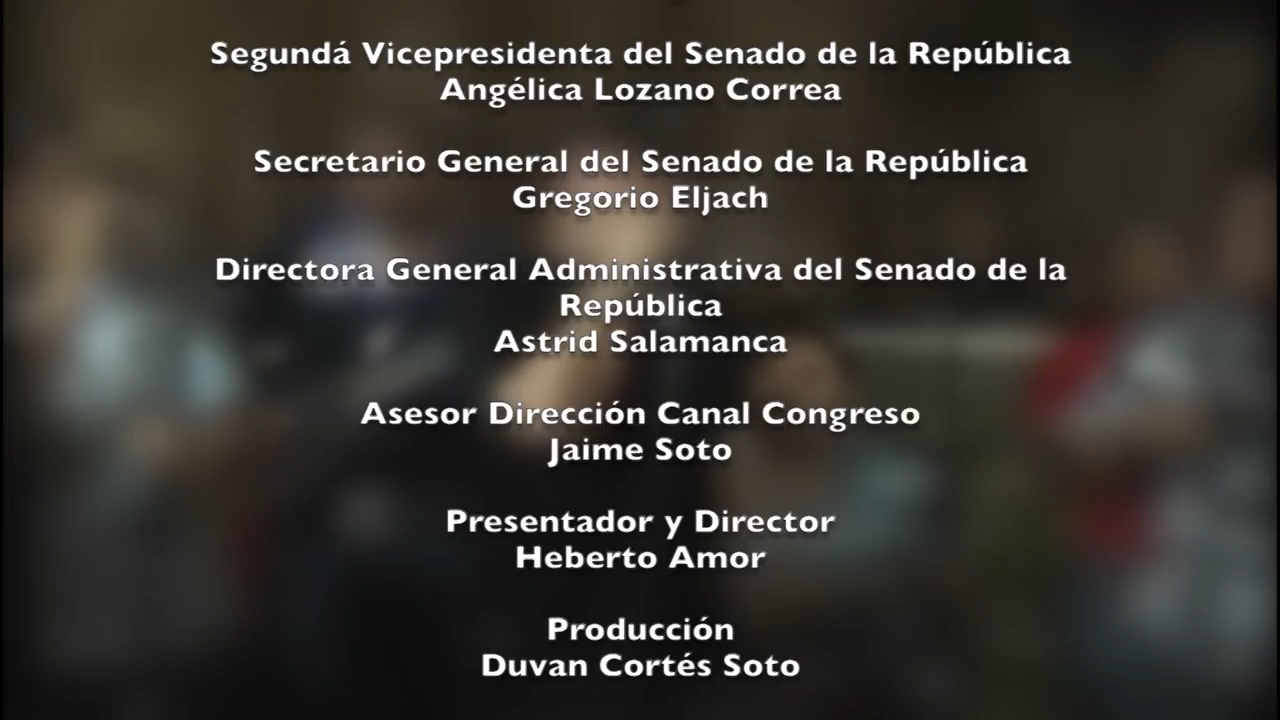 Segundá Vicepresidenta del Senado de la República
Angélica Lozano Correa
Secretario General del Senado de la República
Gregorio Eljach
Directora General Administrativa del Senado de la
República
Astrid Salamanca
Asesor Dirección Canal Congreso
Jaime Soto
Presentador y Director
Heberto Amor
Producción
Duvan Cortés Soto